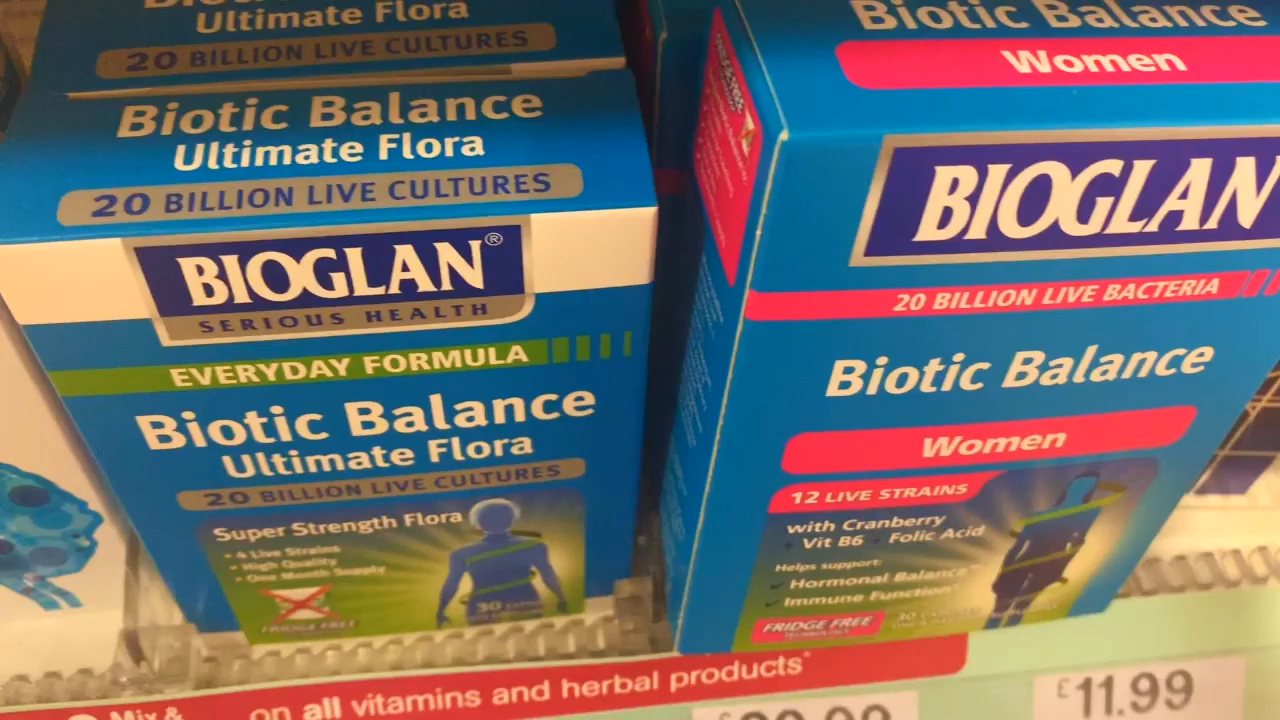 Ultimate Flora
20 BILLION LIVE CULTURES
Biotic Balance
Ultimate Flora
20 BILLION LIVE CULTURES
BIOGLAN®
SERIOUS HEALTH
EVERYDAY FORMULA
Biotic Balance
Ultimate Flora
20 BILLION LIVE CULTURES
Super Strength Flora
• 4 Live Strains
• High Quality
• One Month Supply
30
FRIDGE FREE
Biotic Balance
Women
BIOGLAN
20 BILLION LIVE BACTERIA
Biotic Balance
Women
12 LIVE STRAINS
with Cranberry
Vit B6 Folic Acid
Helps support:
Hormonal Balance
Immune Function
FRIDGE FREE
TECHNOLOGY
30
Mix &
on all vitamins and herbal products*
£11.99